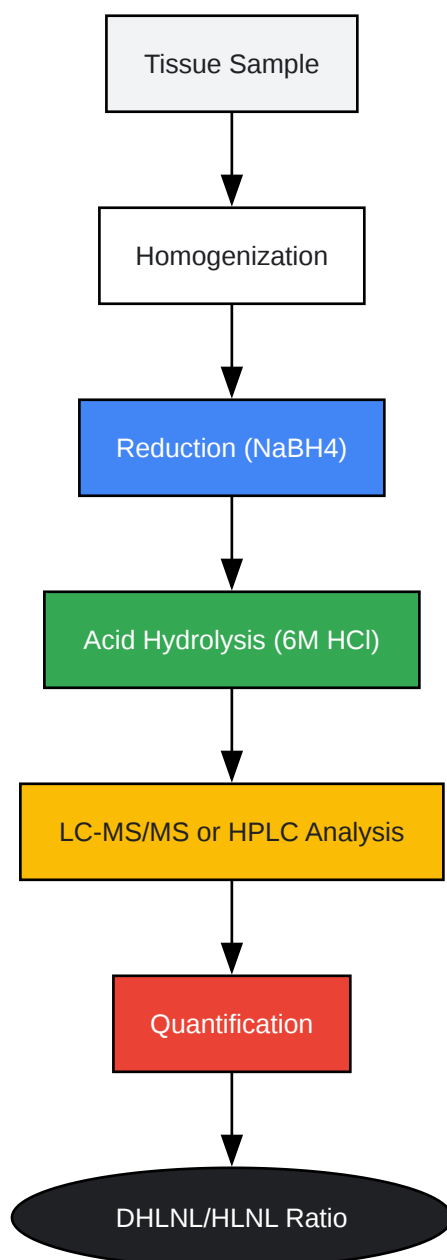 Tissue Sample
Homogenization
Reduction (NaBH4)
Acid Hydrolysis (6M HCl)
LC-MS/MS or HPLC Analysis
Quantification
DHLNL/HLNL Ratio